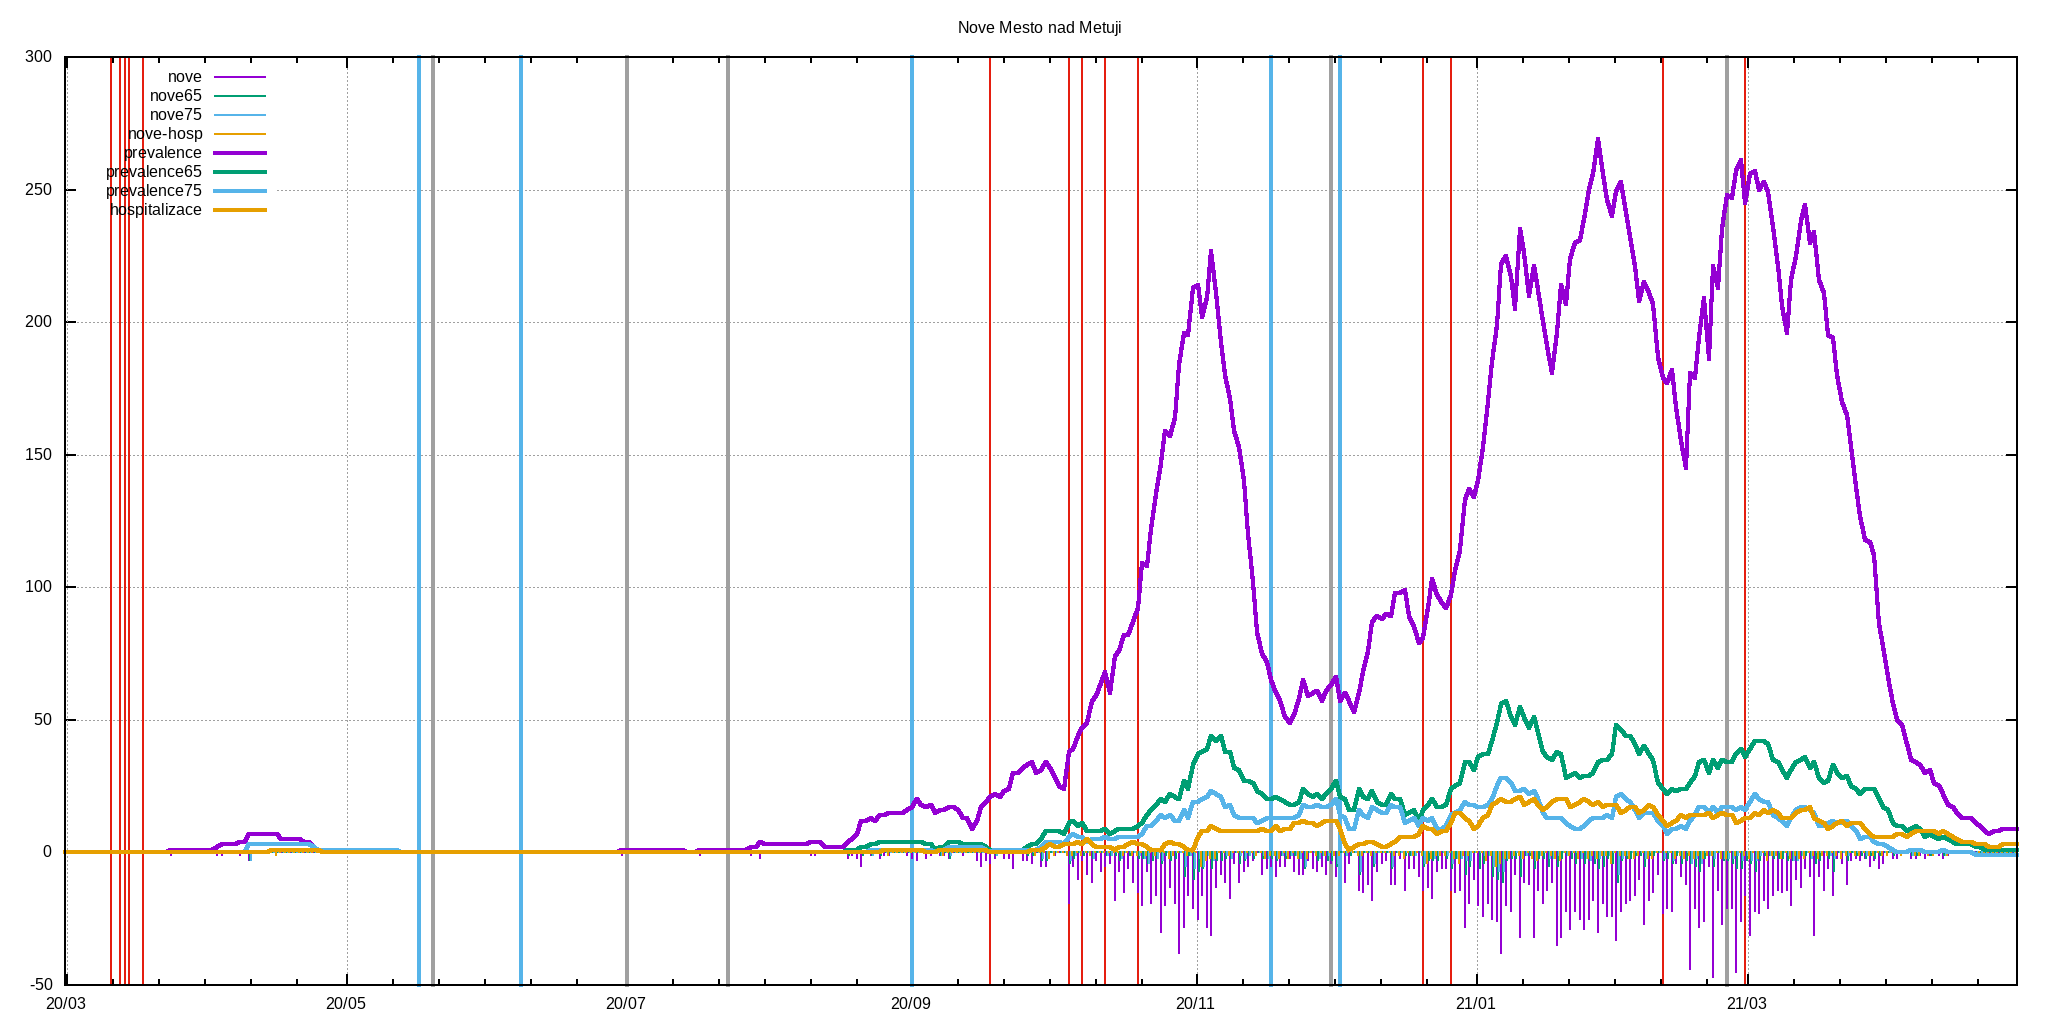 Nove Mesto nad Metuji
300
250
200
150
100
50
0
-50
nove
nove65
nove75
nove-hosp
prevalence
prevalence65
prevalence75
hospitalizace
20/03 20/05 20/07 20/09 20/11 21/01 21/03